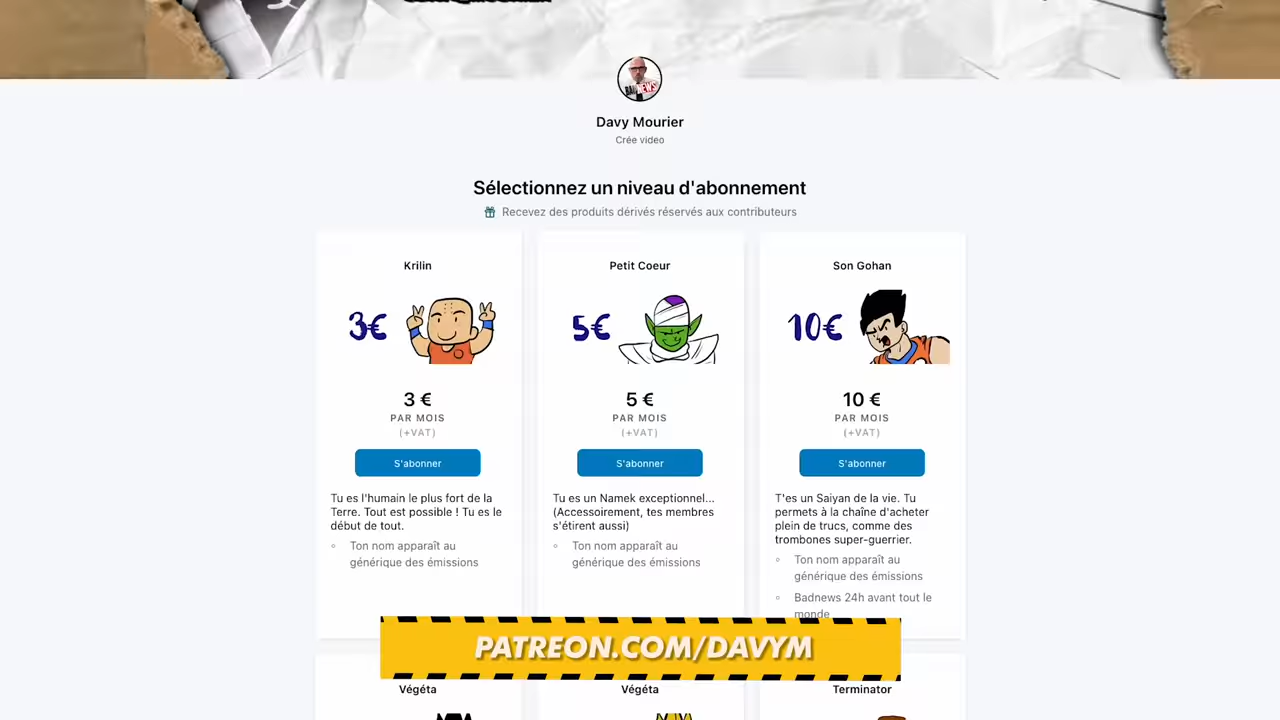 Davy Mourier
Crée video
Sélectionnez un niveau d'abonnement
Recevez des produits dérivés réservés aux contributeurs
Krilin
3€
3 €
PAR MOIS
(+VAT)
S'abonner
Tu es l'humain le plus fort de la
Terre. Tout est possible ! Tu es le
début de tout.
Ton nom apparaît au
générique des émissions
Petit Coeur
5€
5 €
PAR MOIS
(+VAT)
S'abonner
Tu es un Namek exceptionnel...
(Accessoirement, tes membres
s'étirent aussi)
Ton nom apparaît au
générique des émissions
Son Gohan
10€
10 €
PAR MOIS
(+VAT)
S'abonner
T'es un Saiyan de la vie. Tu
permets à la chaîne d'acheter
plein de trucs, comme des
trombones super-guerrier.
Ton nom apparaît au
générique des émissions
Badnews 24h avant tout le
monde
PATREON.COM/DAVYM
Végéta
Végéta
Terminator